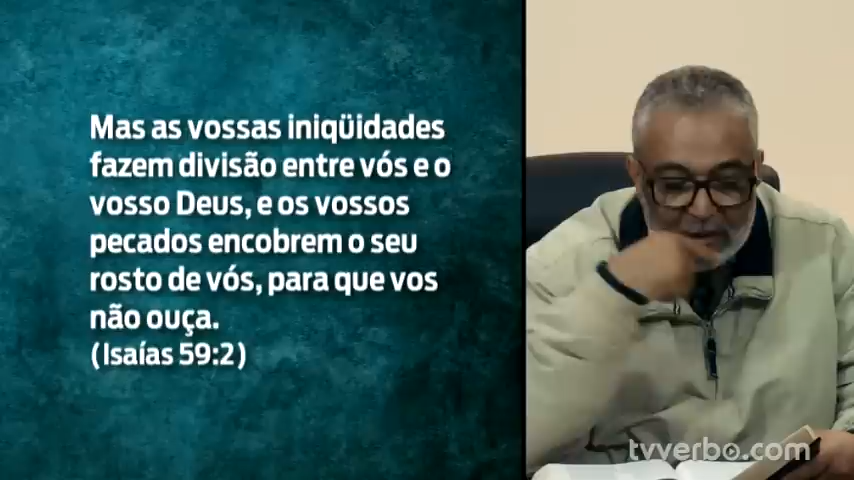 Mas as vossas iniqüidades
fazem divisão entre vós e o
vosso Deus, e os vossos
pecados encobrem o seu
rosto de vós, para que vos
não ouça.
(Isaías 59:2)
tvverbo.com